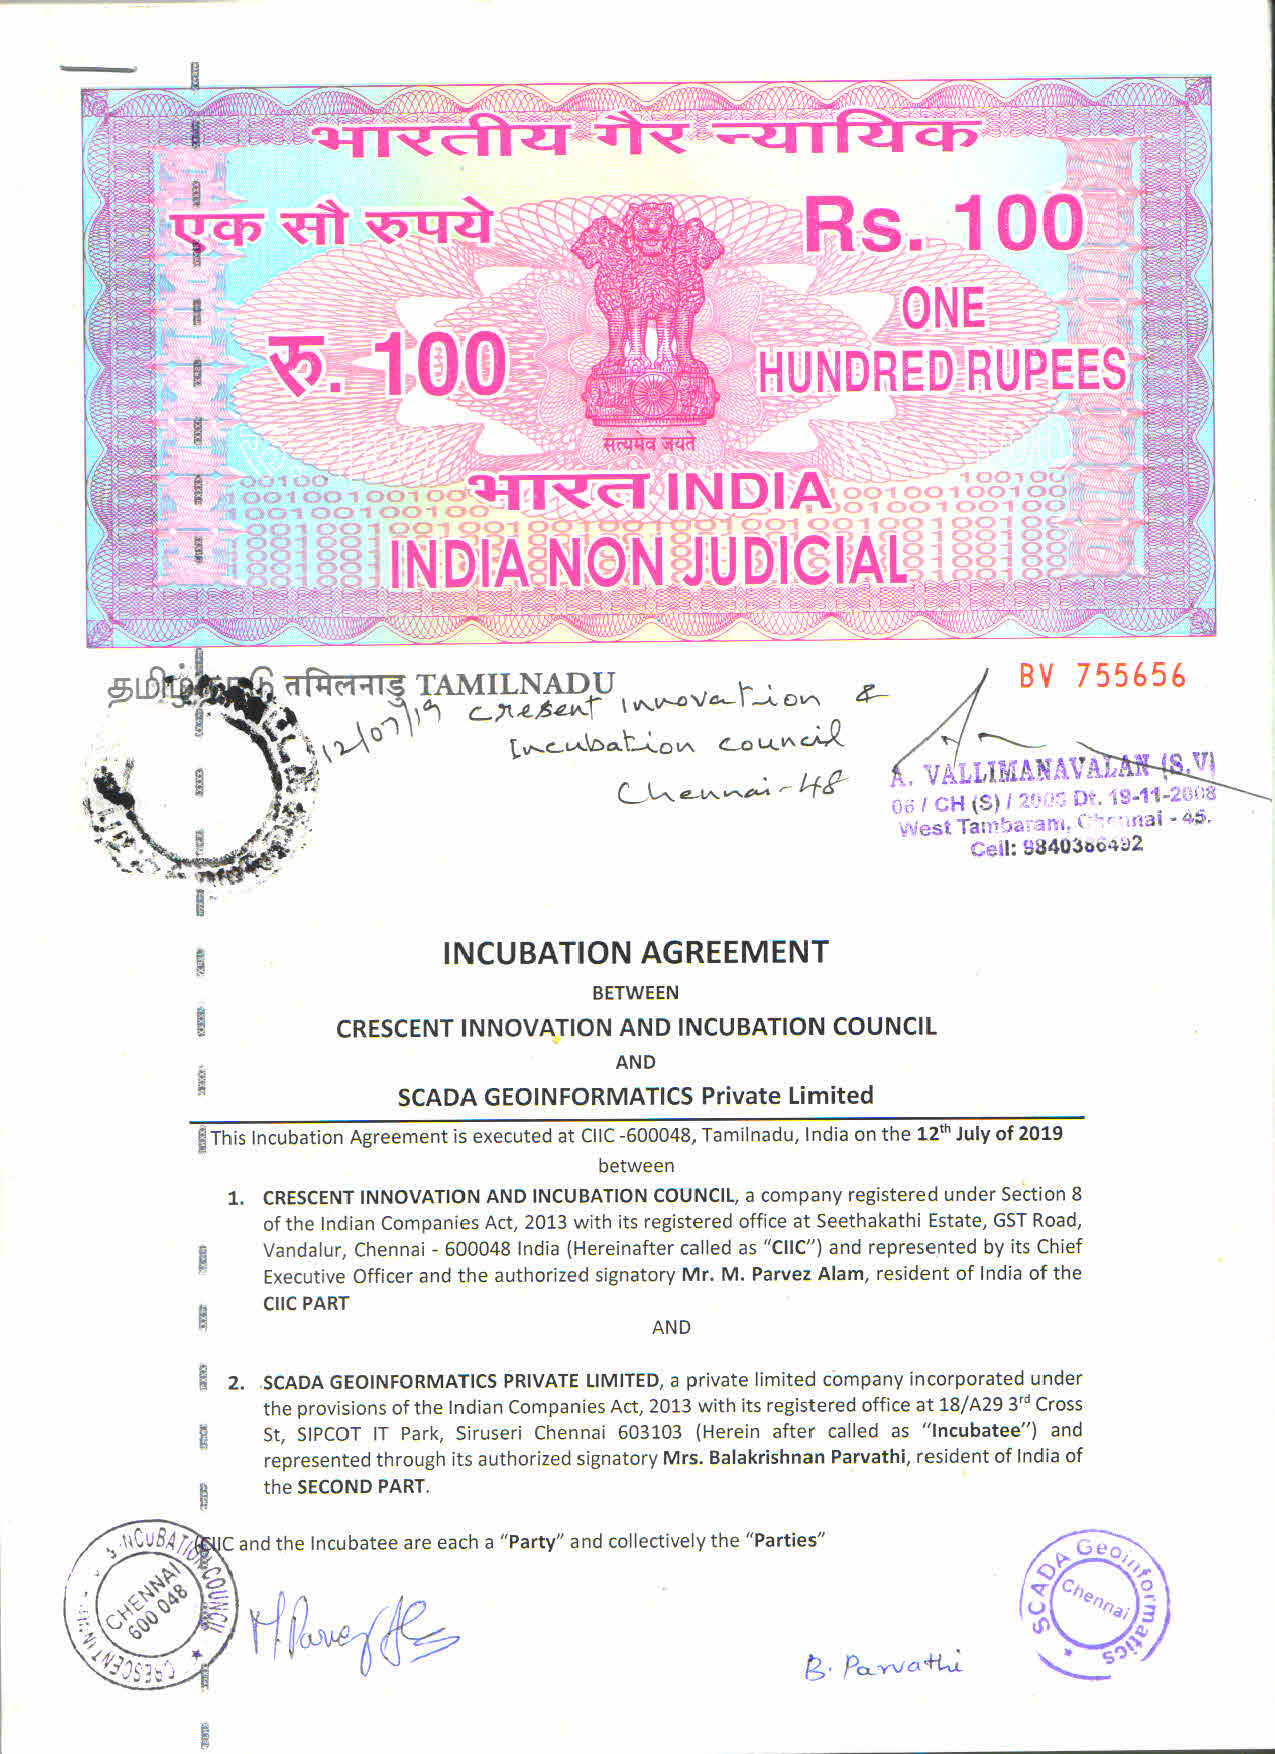 भारतीय गैर न्यायिक
एक सौ रुपये
Rs. 100
रु. 100
ONE
HUNDRED RUPEES
सत्यमेव जयते
भारत INDIA
INDIA NON JUDICIAL
தமிழ்நாடு तमिलनाडु TAMILNADU
BV 755656
12/07/19 Cresent Innovation &
Incubation council
Chennai-48
A. VALLIMANAVALAN (S.V)
06 / CH (S) / Dt. 19-11-2008
West Tambaram, Chennai - 45.
Cell:
INCUBATION AGREEMENT
BETWEEN
CRESCENT INNOVATION AND INCUBATION COUNCIL
AND
SCADA GEOINFORMATICS Private Limited
This Incubation Agreement is executed at CIIC -600048, Tamilnadu, India on the 12th July of 2019
between
1. CRESCENT INNOVATION AND INCUBATION COUNCIL, a company registered under Section 8
of the Indian Companies Act, 2013 with its registered office at Seethakathi Estate, GST Road,
Vandalur, Chennai - 600048 India (Hereinafter called as “CIIC”) and represented by its Chief
Executive Officer and the authorized signatory Mr. M. Parvez Alam, resident of India of the
CIIC PART
AND
2. SCADA GEOINFORMATICS PRIVATE LIMITED, a private limited company incorporated under
the provisions of the Indian Companies Act, 2013 with its registered office at 18/A29 3rd Cross
St, SIPCOT IT Park, Siruseri Chennai 603103 (Herein after called as “Incubatee”) and
represented through its authorized signatory Mrs. Balakrishnan Parvathi, resident of India of
the SECOND PART.
CIIC and the Incubatee are each a “Party” and collectively the “Parties”
INCUBATION COUNCIL
CHENNAI
600 048
CRESCENT
M. Parvez
B. Parvathi
SCADA Geoinformatics
Chennai